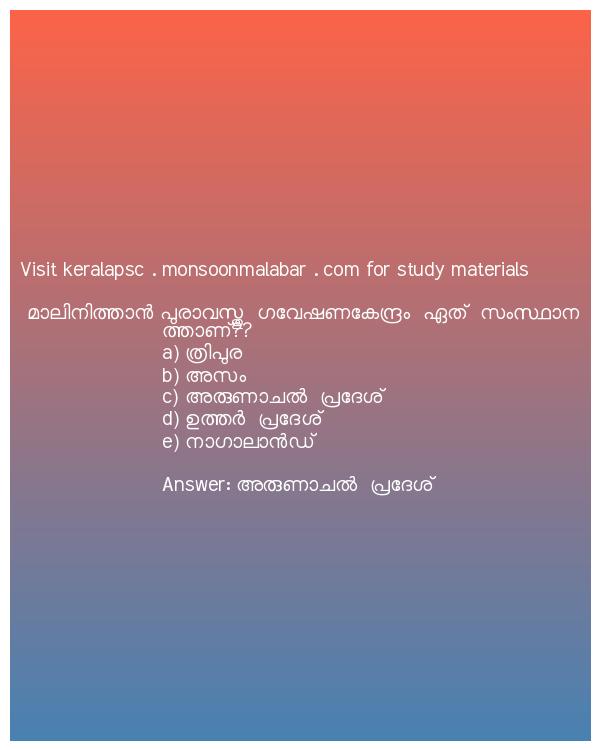 Visit keralapsc . monsoonmalabar . com for study materials
മാലിനിത്താൻ പുരാവസ്തു ഗവേഷണകേന്ദ്രം ഏത് സംസ്ഥാന
ത്താണ്??
a) ത്രിപുര
b) അസം
c) അരുണാചൽ പ്രദേശ്
d) ഉത്തർ പ്രദേശ്
e) നാഗാലാൻഡ്
Answer: അരുണാചൽ പ്രദേശ്